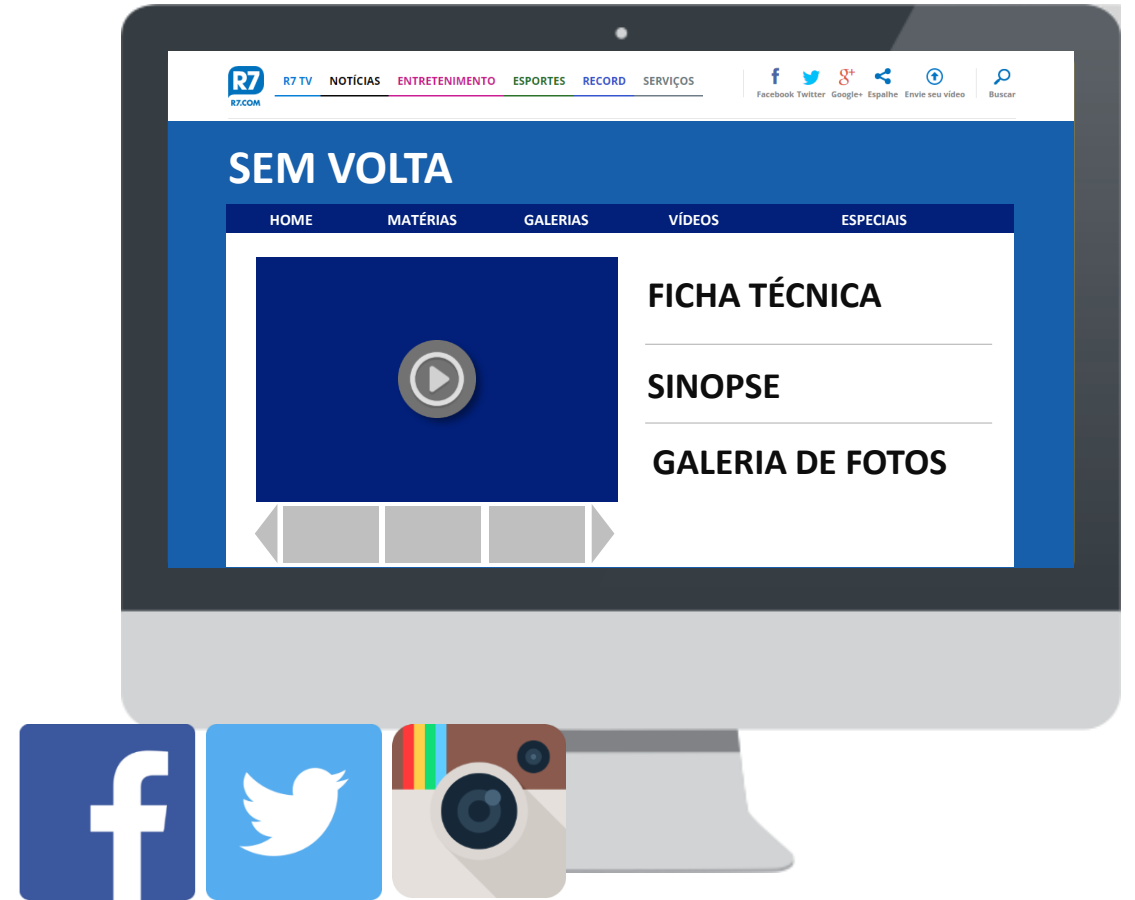 R7 R7 TV NOTÍCIAS ENTRETENIMENTO ESPORTES RECORD SERVIÇOS
R7.COM Facebook Twitter Google+ Espalhe Envie seu vídeo Buscar
SEM VOLTA
HOME MATÉRIAS GALERIAS VÍDEOS ESPECIAIS
FICHA TÉCNICA
SINOPSE
GALERIA DE FOTOS